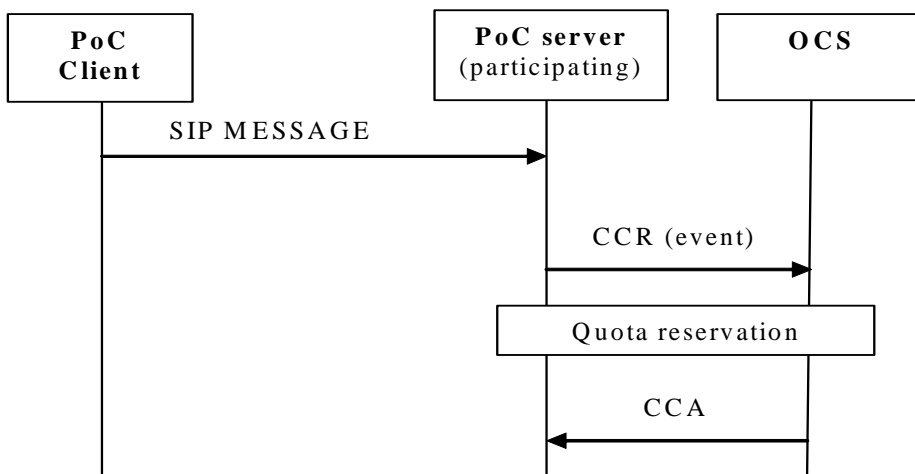 PoC
Client
PoC server
(participating)
OCS
SIP MESSAGE
CCR (event)
Quota reservation
CCA